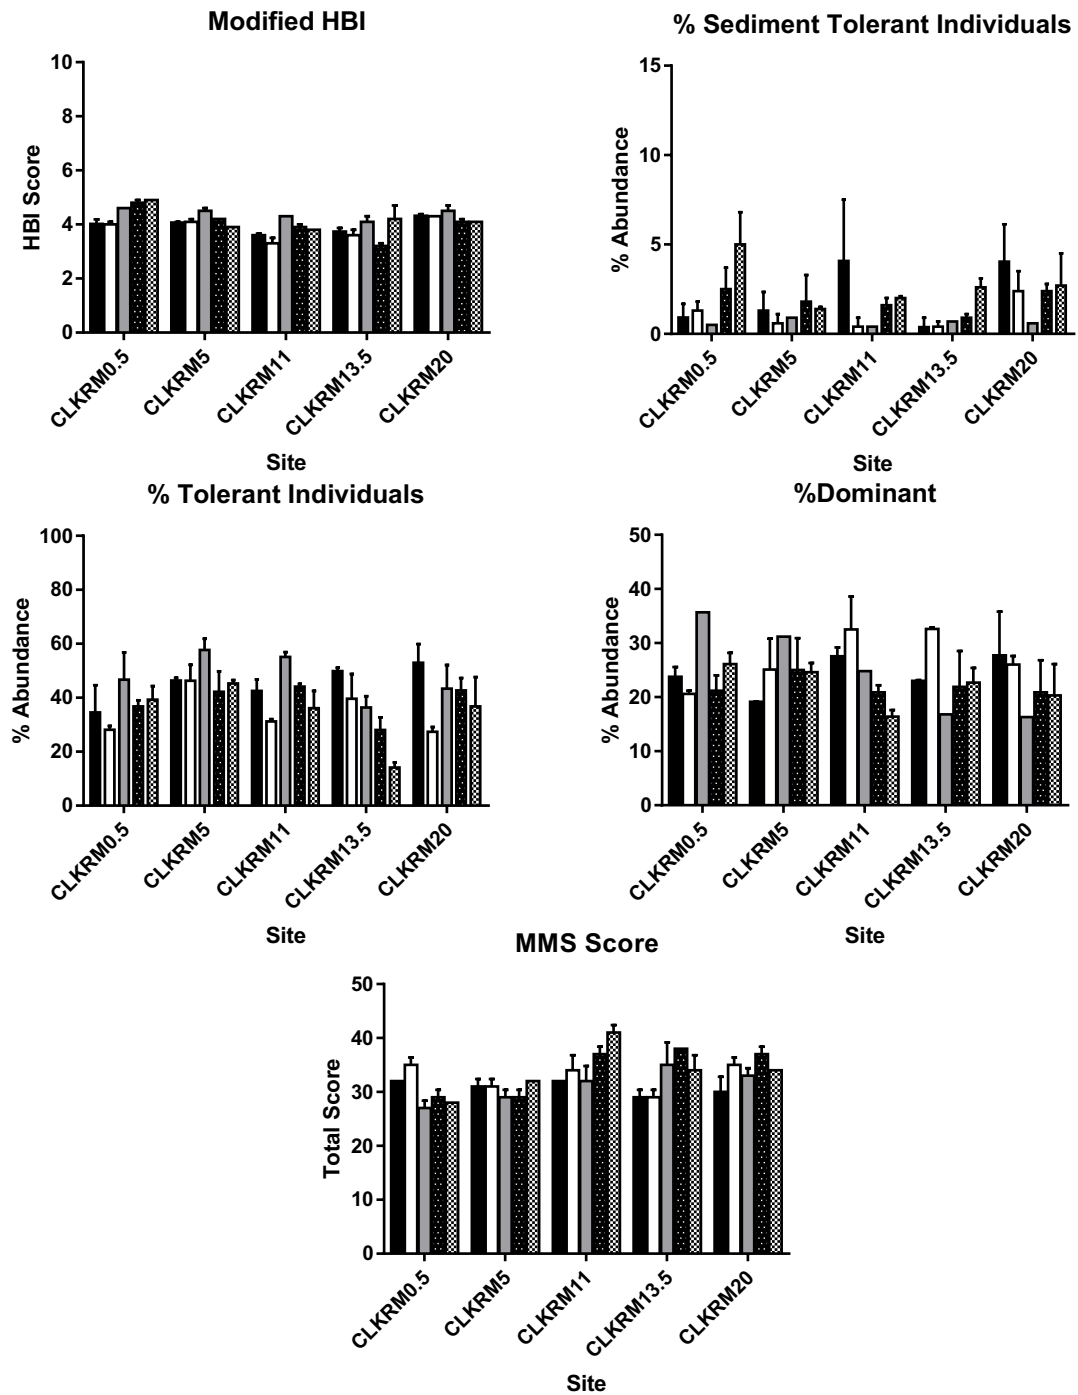 Modified HBI
HBI Score
10
8
6
4
2
0
CLKRM0.5
CLKRM5
CLKRM11
CLKRM13.5
CLKRM20
Site
% Sediment Tolerant Individuals
% Abundance
15
10
5
0
CLKRM0.5
CLKRM5
CLKRM11
CLKRM13.5
CLKRM20
Site
% Tolerant Individuals
% Abundance
100
80
60
40
20
0
CLKRM0.5
CLKRM5
CLKRM11
CLKRM13.5
CLKRM20
Site
%Dominant
% Abundance
50
40
30
20
10
0
CLKRM0.5
CLKRM5
CLKRM11
CLKRM13.5
CLKRM20
Site
MMS Score
Total Score
50
40
30
20
10
0
CLKRM0.5
CLKRM5
CLKRM11
CLKRM13.5
CLKRM20
Site